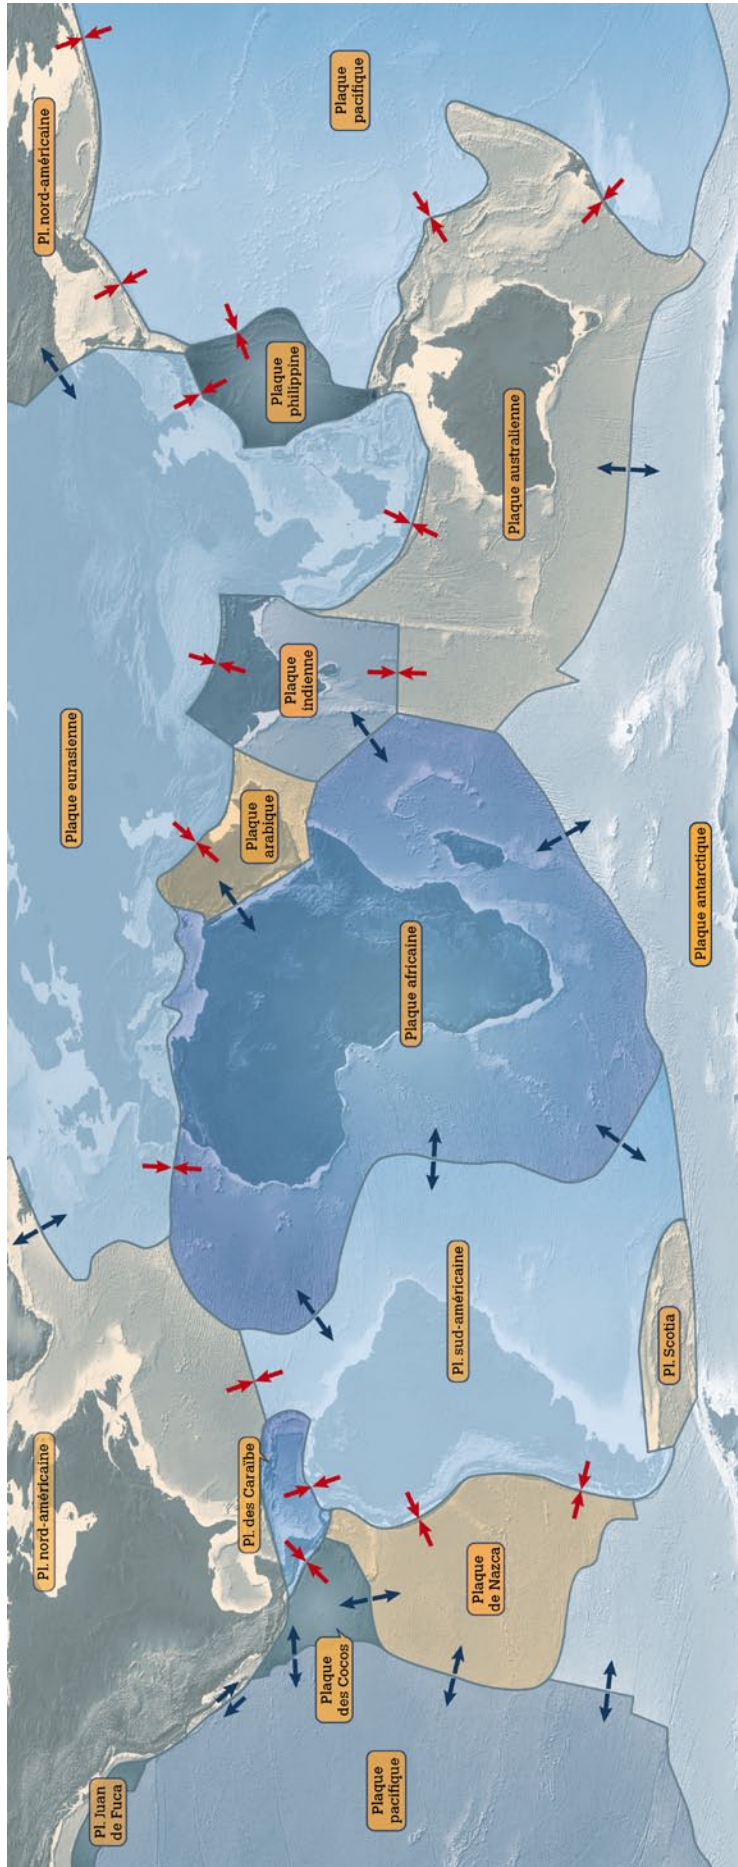 Pl. Juan
de Fuca
Pl. nord-américaine
Plaque eurasienne
Pl. nord-américaine
Pl. des Caraïbe
Plaque
arabique
Plaque
indienne
Plaque
philippine
Plaque
pacifique
Plaque
des Cocos
Plaque
pacifique
Plaque
de Nazca
Pl. sud-américaine
Plaque africaine
Plaque australienne
Pl. Scotia
Plaque antarctique